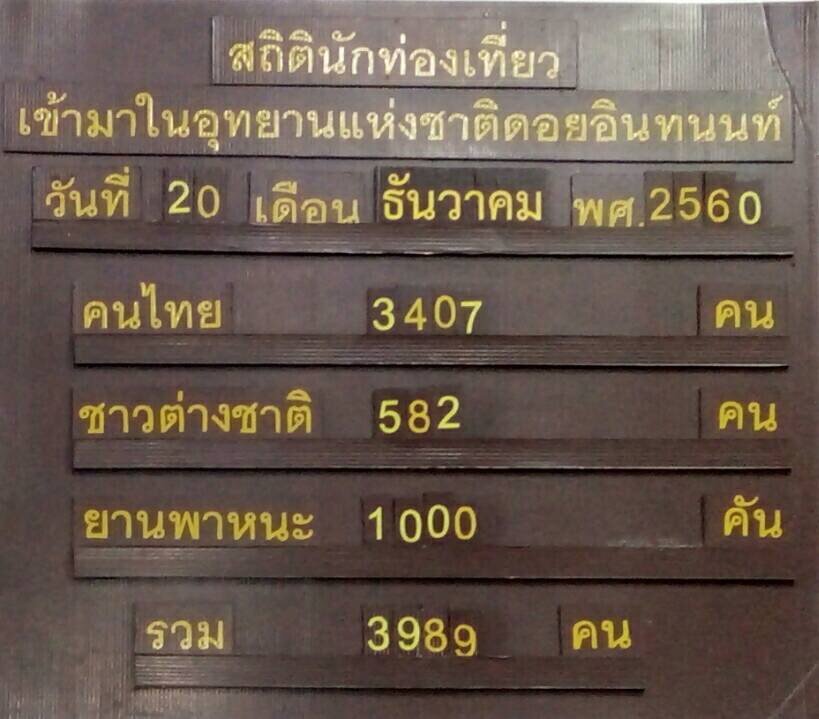 สถิตินักท่องเที่ยว
เข้ามาในอุทยานแห่งชาติดอยอินทนนท์
วันที่ 20 เดือน ธันวาคม พศ.2560
คนไทย 3407 คน
ชาวต่างชาติ 582 คน
ยานพาหนะ 1000 คัน
รวม 3989 คน